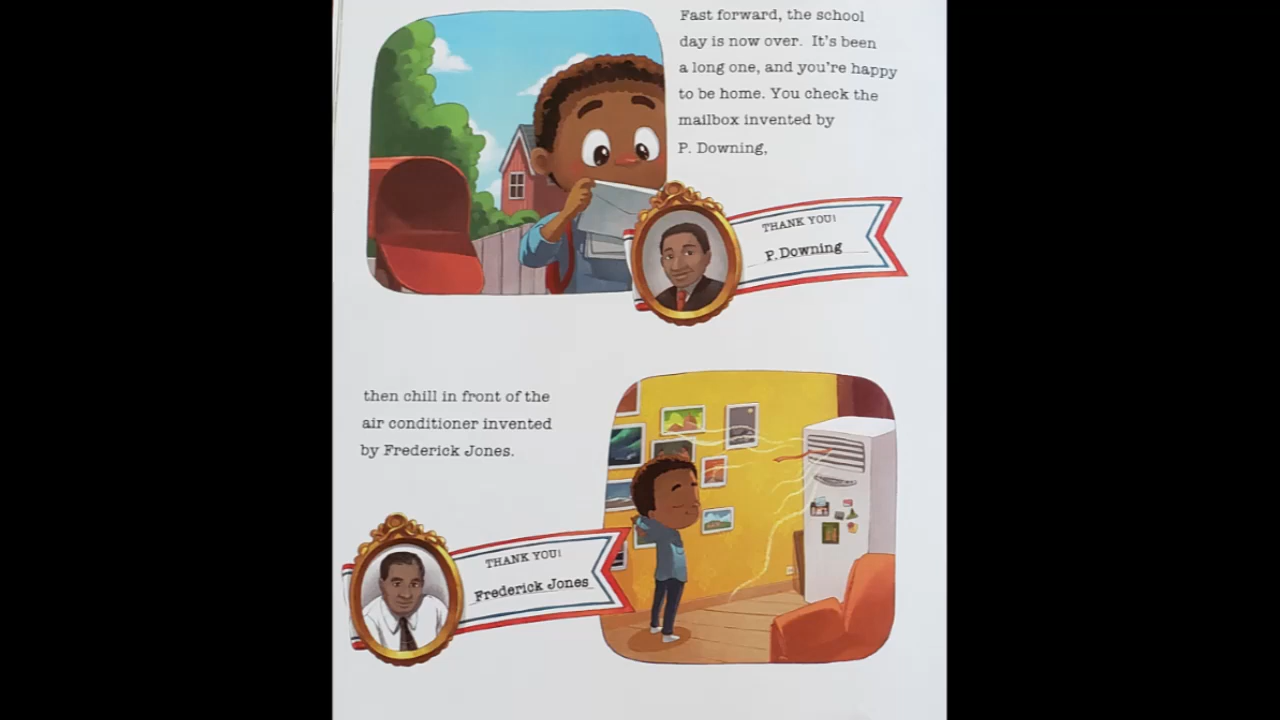 Fast forward, the school
day is now over. It's been
a long one, and you're happy
to be home. You check the
mailbox invented by
P. Downing,
THANK YOU!
P. Downing
then chill in front of the
air conditioner invented
by Frederick Jones.
THANK YOU!
Frederick Jones